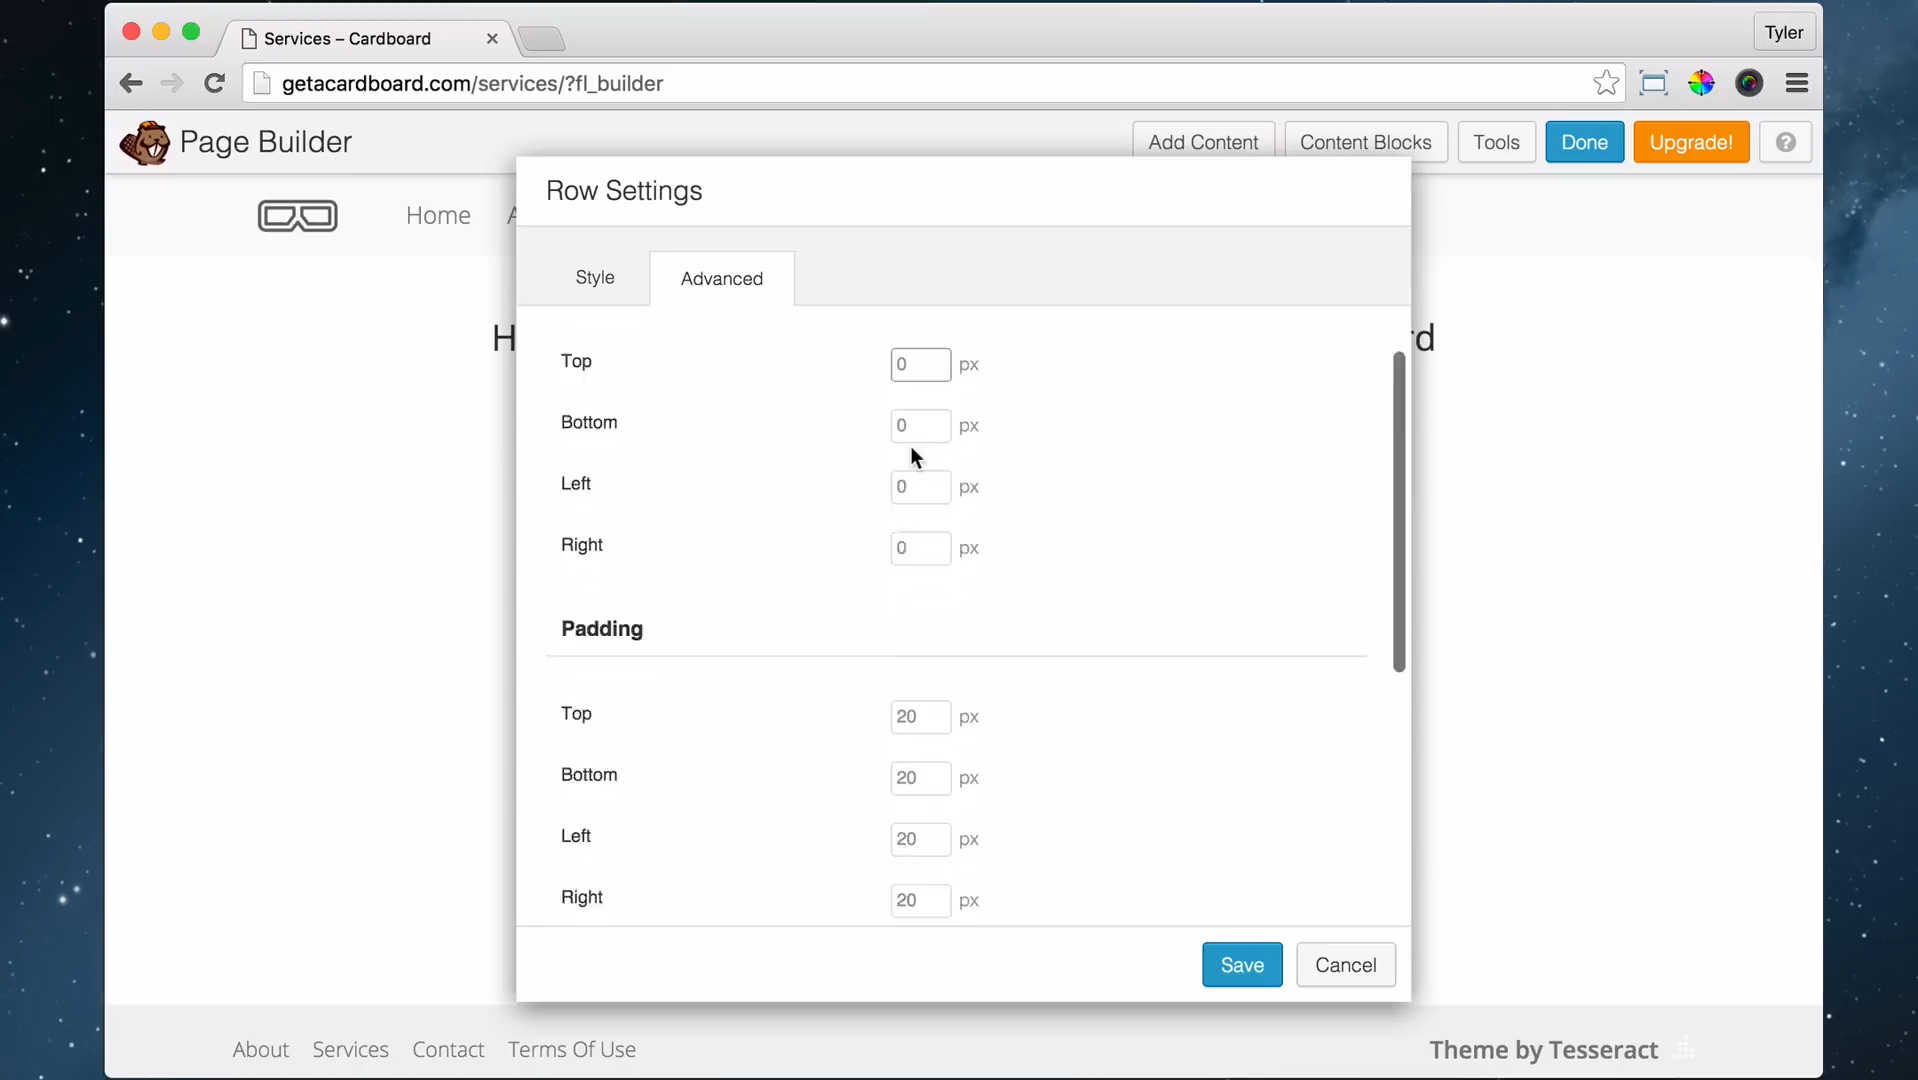 Services – Cardboard
Tyler
getacardboard.com/services/?fl_builder
Page Builder
Add Content
Content Blocks
Tools
Done
Upgrade!
?
Home
A
Row Settings
Style
Advanced
H
rd
Top 0 px
Bottom 0 px
Left 0 px
Right 0 px
Padding
Top 20 px
Bottom 20 px
Left 20 px
Right 20 px
Save
Cancel
About Services Contact Terms Of Use
Theme by Tesseract